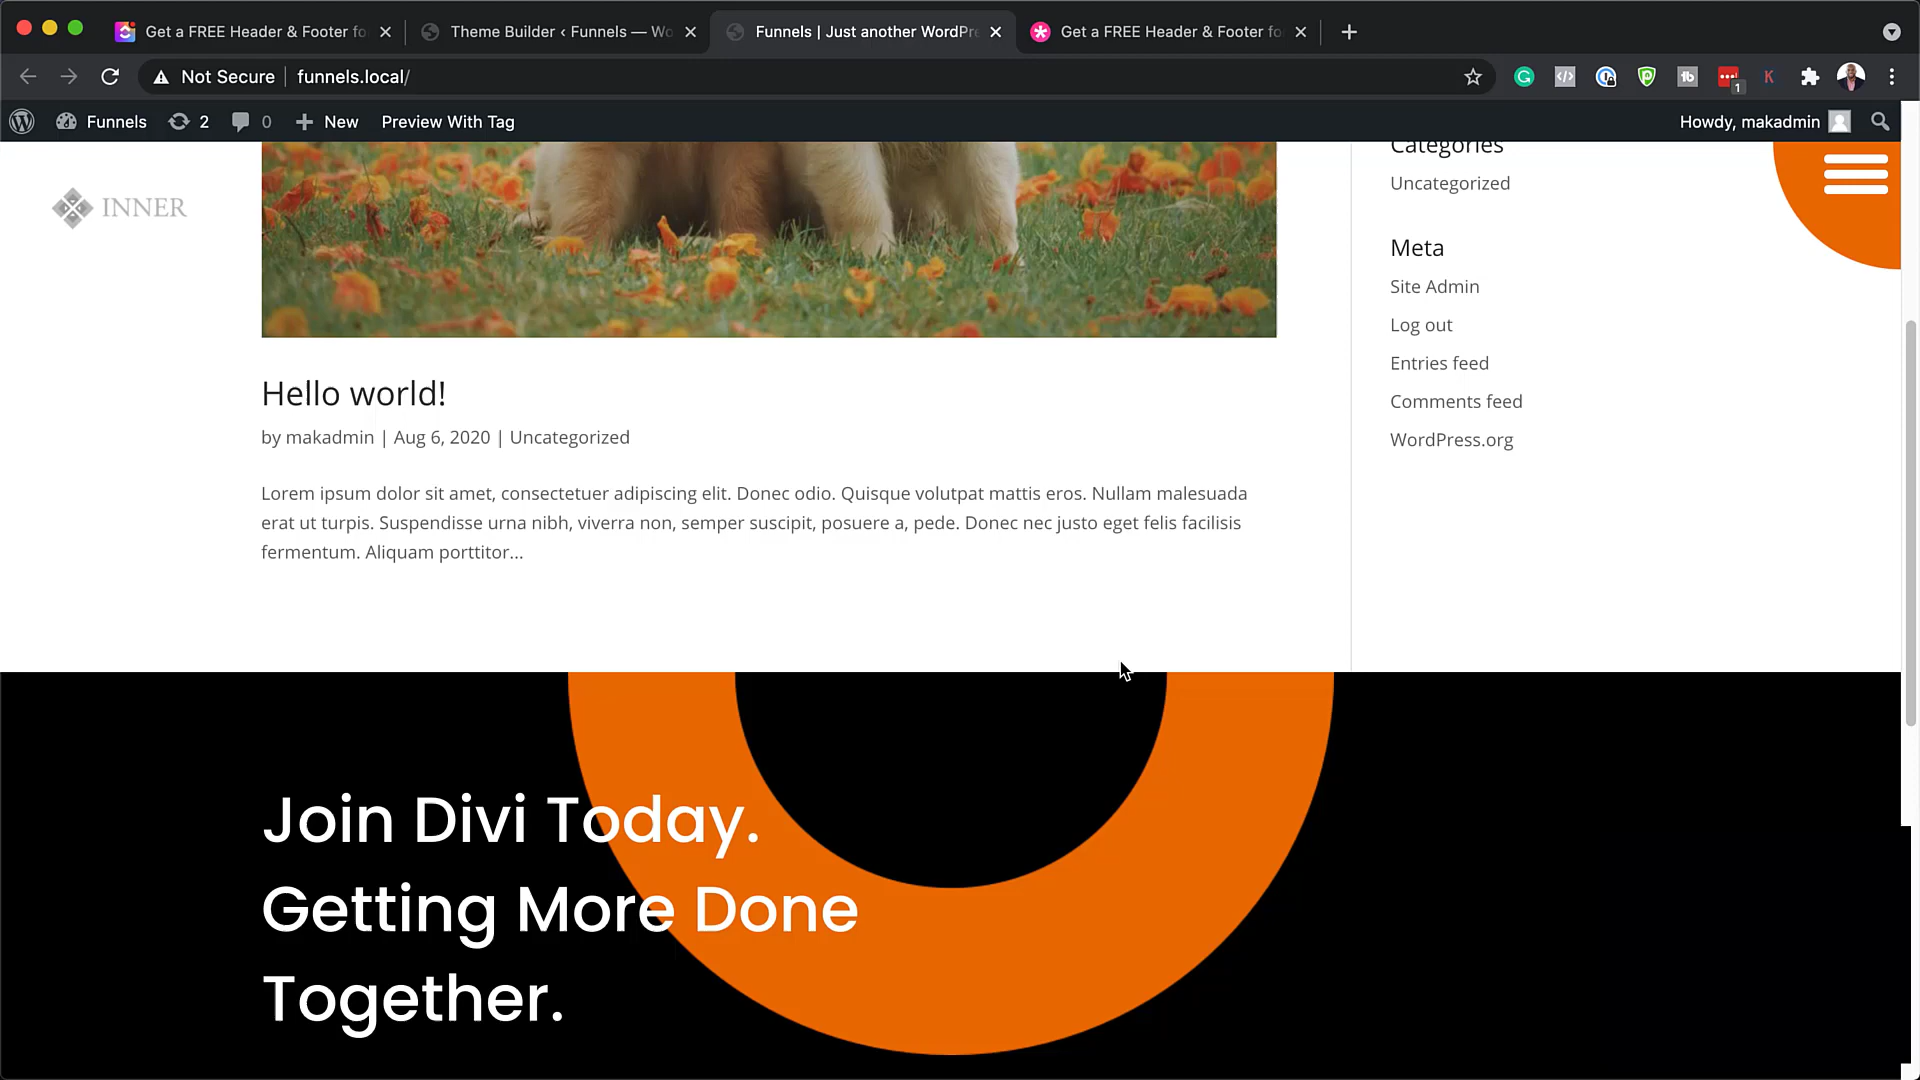 Get a FREE Header & Footer fo
Theme Builder ‹ Funnels — Wo
Funnels | Just another WordPre
Get a FREE Header & Footer fo
Not Secure
funnels.local/
1
Funnels
2
0
New
Preview With Tag
Howdy, makadmin
INNER
Categories
Uncategorized
Meta
Site Admin
Log out
Entries feed
Comments feed
WordPress.org
Hello world!
by makadmin | Aug 6, 2020 | Uncategorized
Lorem ipsum dolor sit amet, consectetuer adipiscing elit. Donec odio. Quisque volutpat mattis eros. Nullam malesuada
erat ut turpis. Suspendisse urna nibh, viverra non, semper suscipit, posuere a, pede. Donec nec justo eget felis facilisis
fermentum. Aliquam porttitor...
Join Divi Today.
Getting More Done
Together.